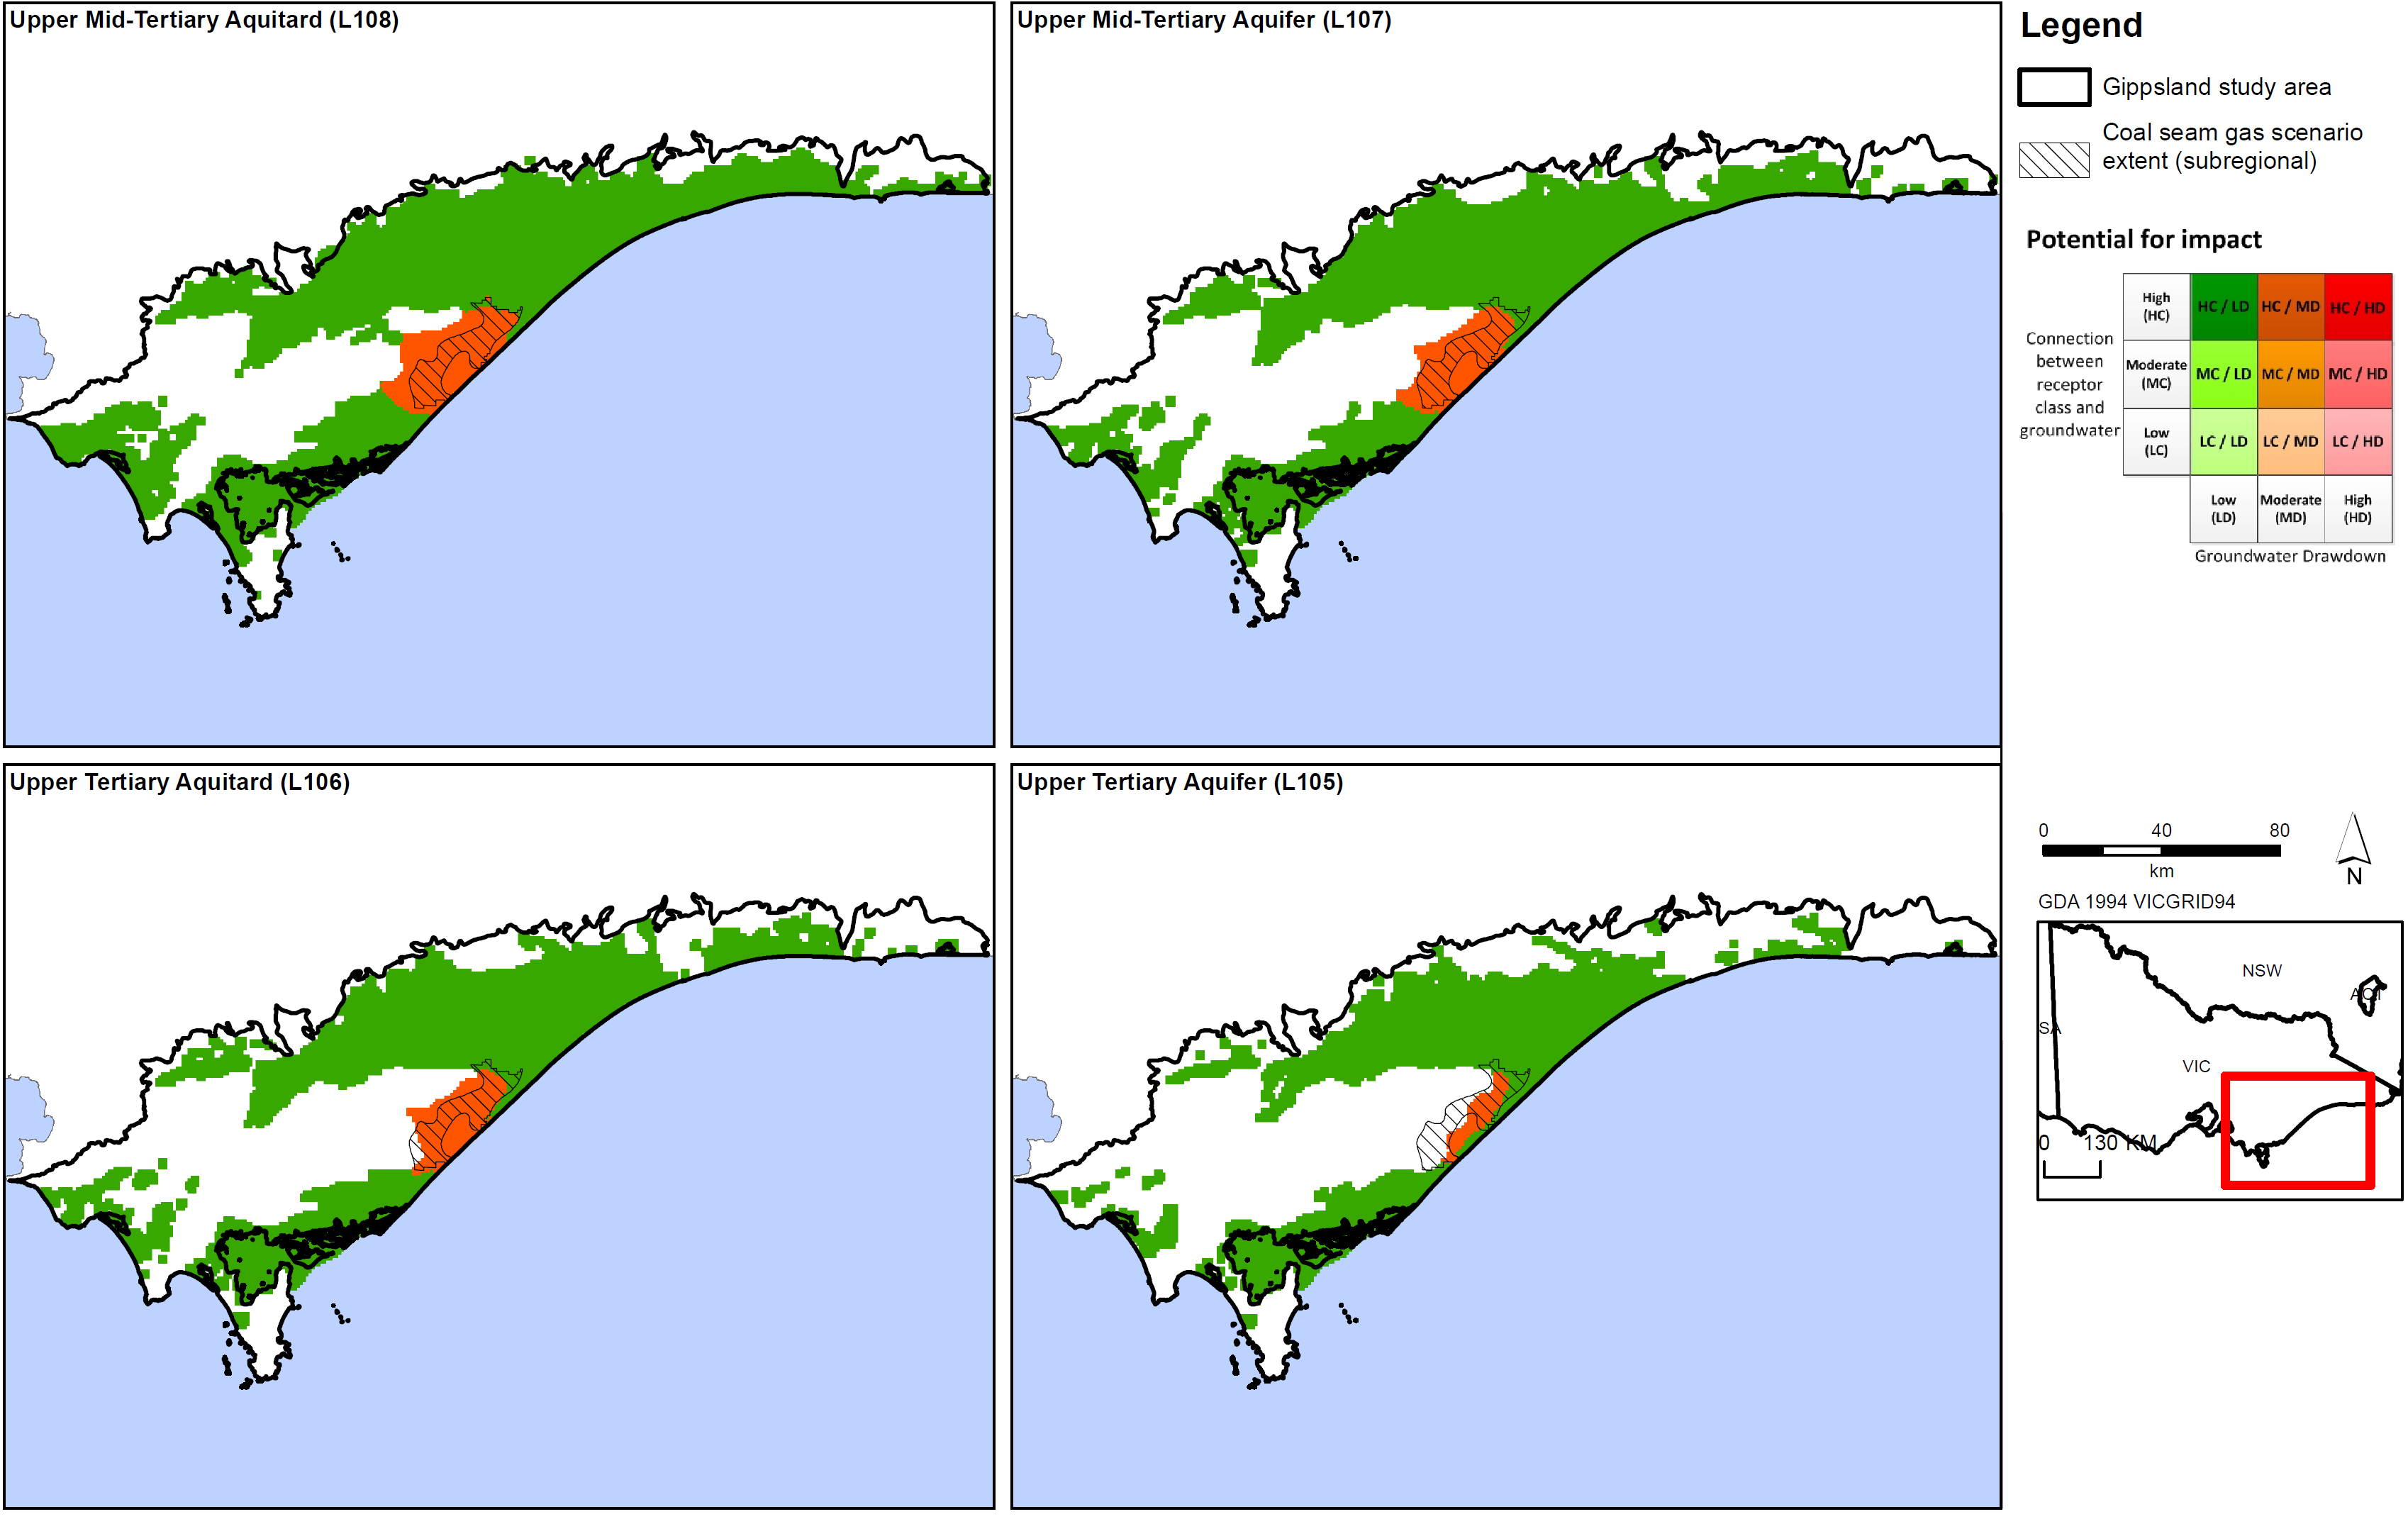 Upper Mid-Tertiary Aquitard (L108)
Upper Mid-Tertiary Aquifer (L107)
Upper Tertiary Aquitard (L106)
Upper Tertiary Aquifer (L105)
Legend
Gippsland study area
Coal seam gas scenario
extent (subregional)
Potential for impact
Connection
between
receptor
class and
groundwater
High
(HC)
HC / LD
HC / MD
HC / HD
Moderate
(MC)
MC / LD
MC / MD
MC / HD
Low
(LC)
LC / LD
LC / MD
LC / HD
Low
(LD)
Moderate
(MD)
High
(HD)
Groundwater Drawdown
0 40 80
km
N
GDA 1994 VICGRID94
NSW
ACT
SA
VIC
0 130 KM